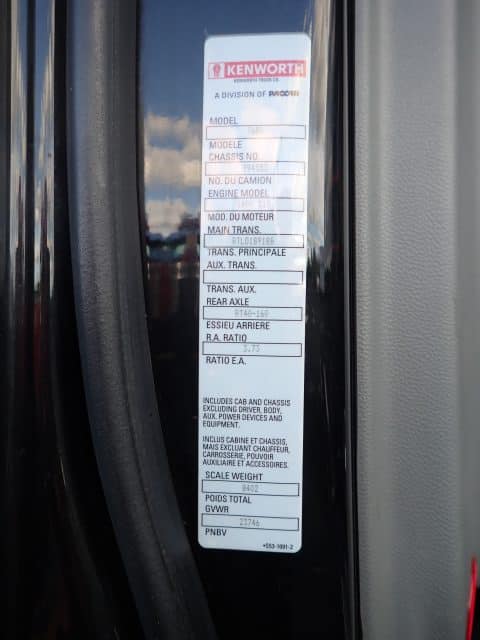 KENWORTH
KENWORTH TRUCK CO.
A DIVISION OF PACCAR
MODEL
MODELE
CHASSIS NO.
NO. DU CAMION
ENGINE MODEL
MOD. DU MOTEUR
MAIN TRANS.
RTLO18918B
TRANS. PRINCIPALE
AUX. TRANS.
TRANS. AUX.
REAR AXLE
RT40-160
ESSIEU ARRIERE
R.A. RATIO
3.73
RATIO E.A.
INCLUDES CAB AND CHASSIS
EXCLUDING DRIVER, BODY,
AUX. POWER DEVICES AND
EQUIPMENT.
INCLUS CABINE ET CHASSIS,
MAIS EXCLUANT CHAUFFEUR,
CARROSSERIE, POUVOIR
AUXILIAIRE ET ACCESSOIRES.
SCALE WEIGHT
8402
POIDS TOTAL
GVWR
23746
PNBV